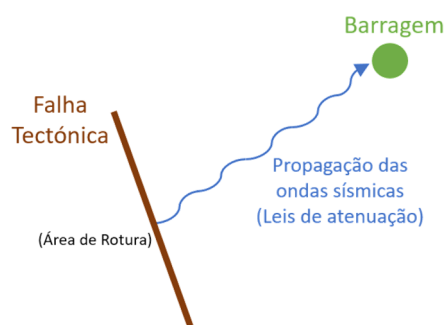 Barragem
Falha
Tectónica
Propagação das
ondas sísmicas
(Leis de atenuação)
(Área de Rotura)